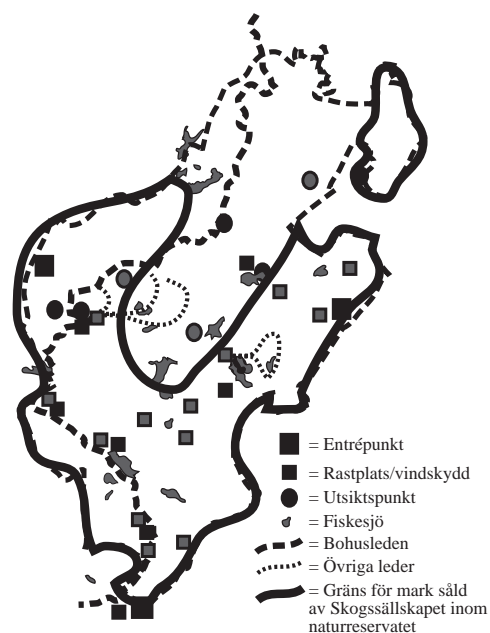 = Entrépunkt
= Rastplats/vindskydd
= Utsiktspunkt
= Fiskesjö
= Bohusleden
= Övriga leder
= Gräns för mark såld
av Skogssällskapet inom
naturreservatet